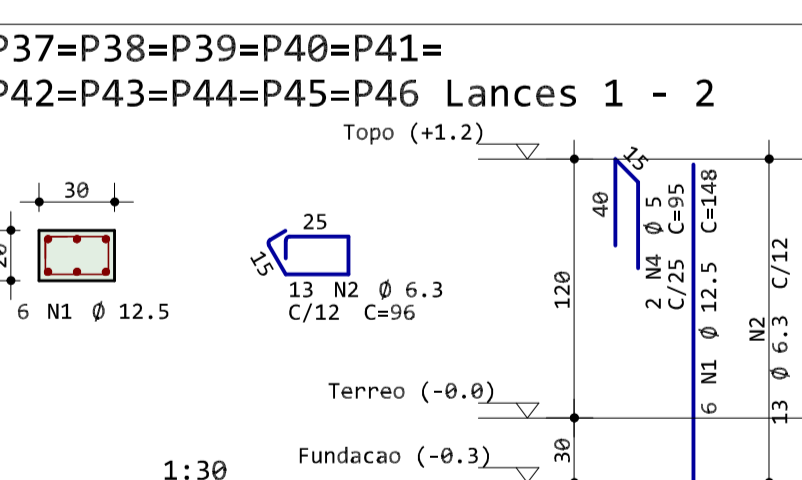 P37=P38=P39=P40=P41=
P42=P43=P44=P45=P46 Lances 1 - 2
Topo (+1.2)
30
20
6 N1 Ø 12.5
25
15
13 N2 Ø 6.3
C/12 C=96
15
40
2 N4 Ø 5
C/25 C=95
120
6 N1 Ø 12.5 C=148
N2
13 Ø 6.3 C/12
Terreo (-0.0)
30
Fundacao (-0.3)
1:30